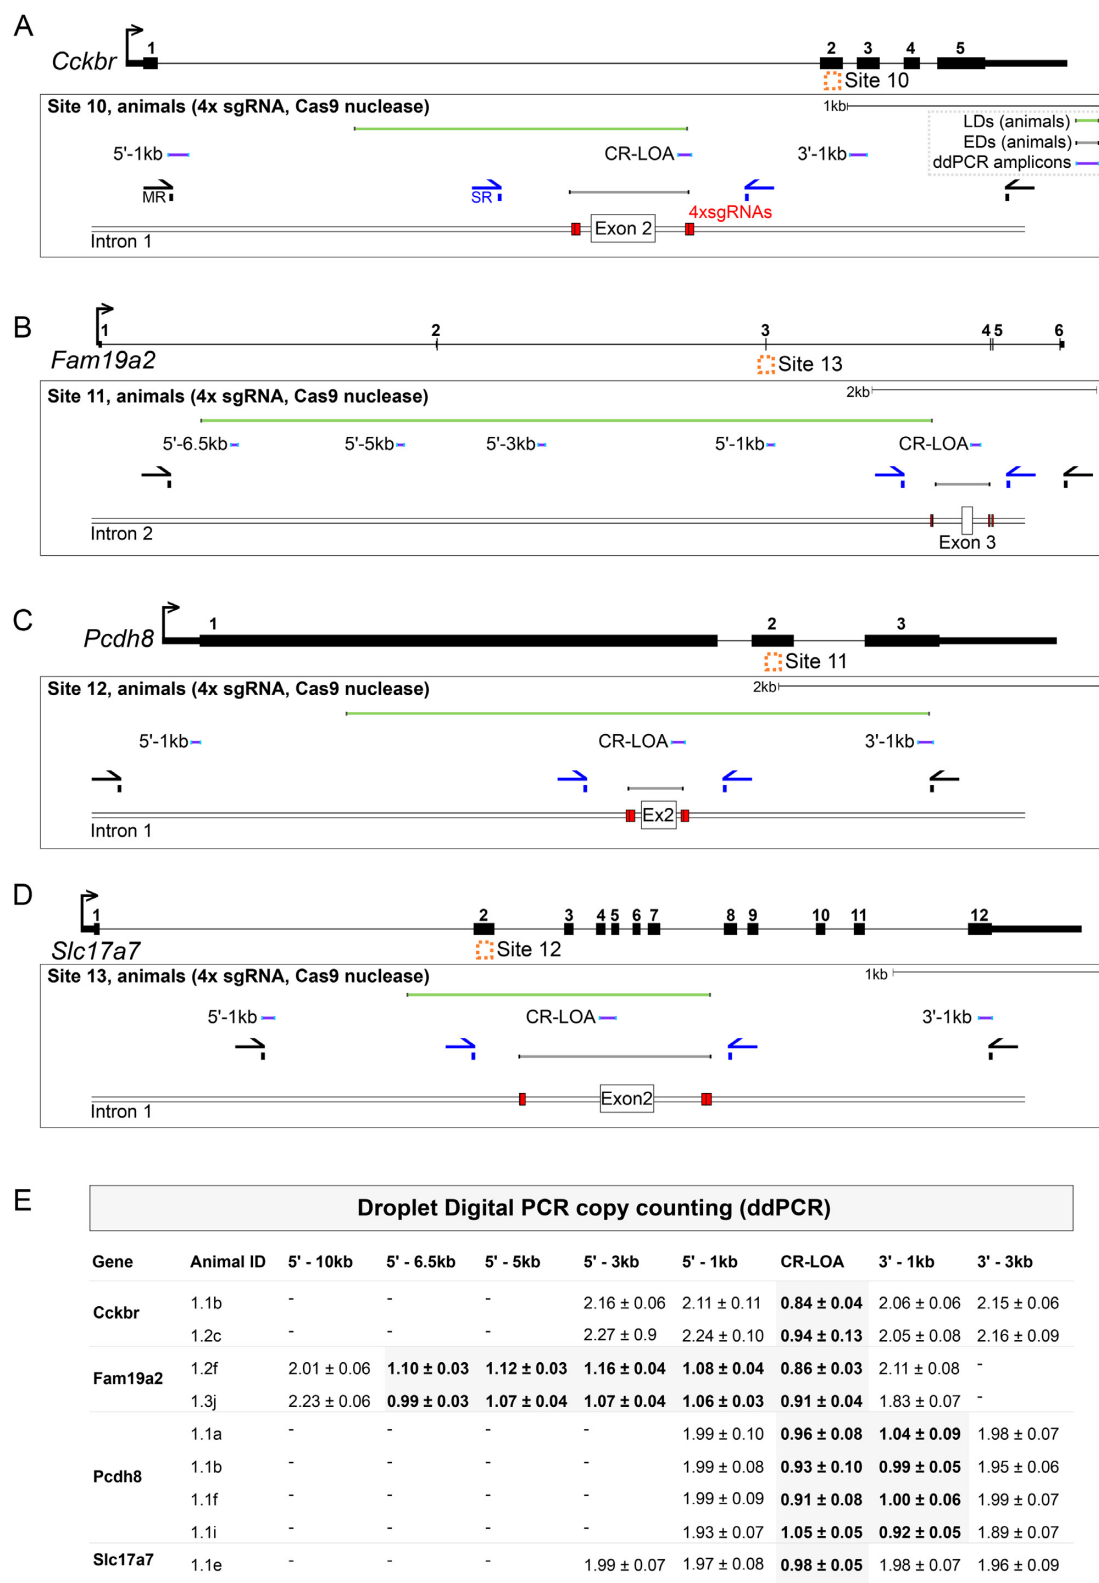 A
Cckbr
1 2 3 4 5
Site 10
Site 10, animals (4x sgRNA, Cas9 nuclease)
1kb
LDs (animals)
EDs (animals)
ddPCR amplicons
5'-1kb CR-LOA 3'-1kb
MR SR 4xsgRNAs
Exon 2
Intron 1
B
1 2 3 4 5 6
Fam19a2
Site 13
Site 11, animals (4x sgRNA, Cas9 nuclease)
2kb
5'-6.5kb 5'-5kb 5'-3kb 5'-1kb CR-LOA
Intron 2
Exon 3
C
Pcdh8
1 2 3
Site 11
Site 12, animals (4x sgRNA, Cas9 nuclease)
2kb
5'-1kb CR-LOA 3'-1kb
Ex2
Intron 1
D
1 2 3 4 5 6 7 8 9 10 11 12
Slc17a7
Site 12
Site 13, animals (4x sgRNA, Cas9 nuclease)
1kb
5'-1kb CR-LOA 3'-1kb
Exon2
Intron 1
E
Droplet Digital PCR copy counting (ddPCR)
Gene Animal ID 5' - 10kb 5' - 6.5kb 5' - 5kb 5' - 3kb 5' - 1kb CR-LOA 3' - 1kb 3' - 3kb
Cckbr
1.1b - - - 2.16 ± 0.06 2.11 ± 0.11 0.84 ± 0.04 2.06 ± 0.06 2.15 ± 0.06
1.2c - - - 2.27 ± 0.9 2.24 ± 0.10 0.94 ± 0.13 2.05 ± 0.08 2.16 ± 0.09
Fam19a2
1.2f 2.01 ± 0.06 1.10 ± 0.03 1.12 ± 0.03 1.16 ± 0.04 1.08 ± 0.04 0.86 ± 0.03 2.11 ± 0.08 -
1.3j 2.23 ± 0.06 0.99 ± 0.03 1.07 ± 0.04 1.07 ± 0.04 1.06 ± 0.03 0.91 ± 0.04 1.83 ± 0.07 -
Pcdh8
1.1a - - - - 1.99 ± 0.10 0.96 ± 0.08 1.04 ± 0.09 1.98 ± 0.07
1.1b - - - - 1.99 ± 0.08 0.93 ± 0.10 0.99 ± 0.05 1.95 ± 0.06
1.1f - - - - 1.99 ± 0.09 0.91 ± 0.08 1.00 ± 0.06 1.99 ± 0.07
1.1i - - - - 1.93 ± 0.07 1.05 ± 0.05 0.92 ± 0.05 1.89 ± 0.07
Slc17a7
1.1e - - - 1.99 ± 0.07 1.97 ± 0.08 0.98 ± 0.05 1.98 ± 0.07 1.96 ± 0.09